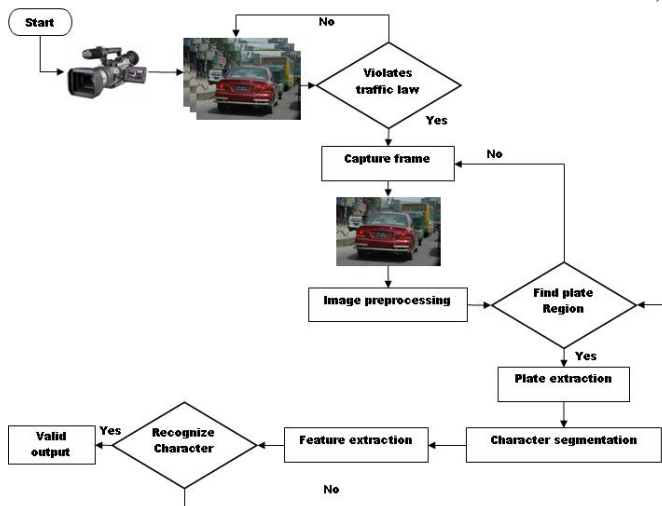 Start
No
Violates
traffic law
Yes
Capture frame
No
Image preprocessing
Find plate
Region
Yes
Plate extraction
Character segmentation
Feature extraction
Recognize
Character
Yes
Valid
output
No